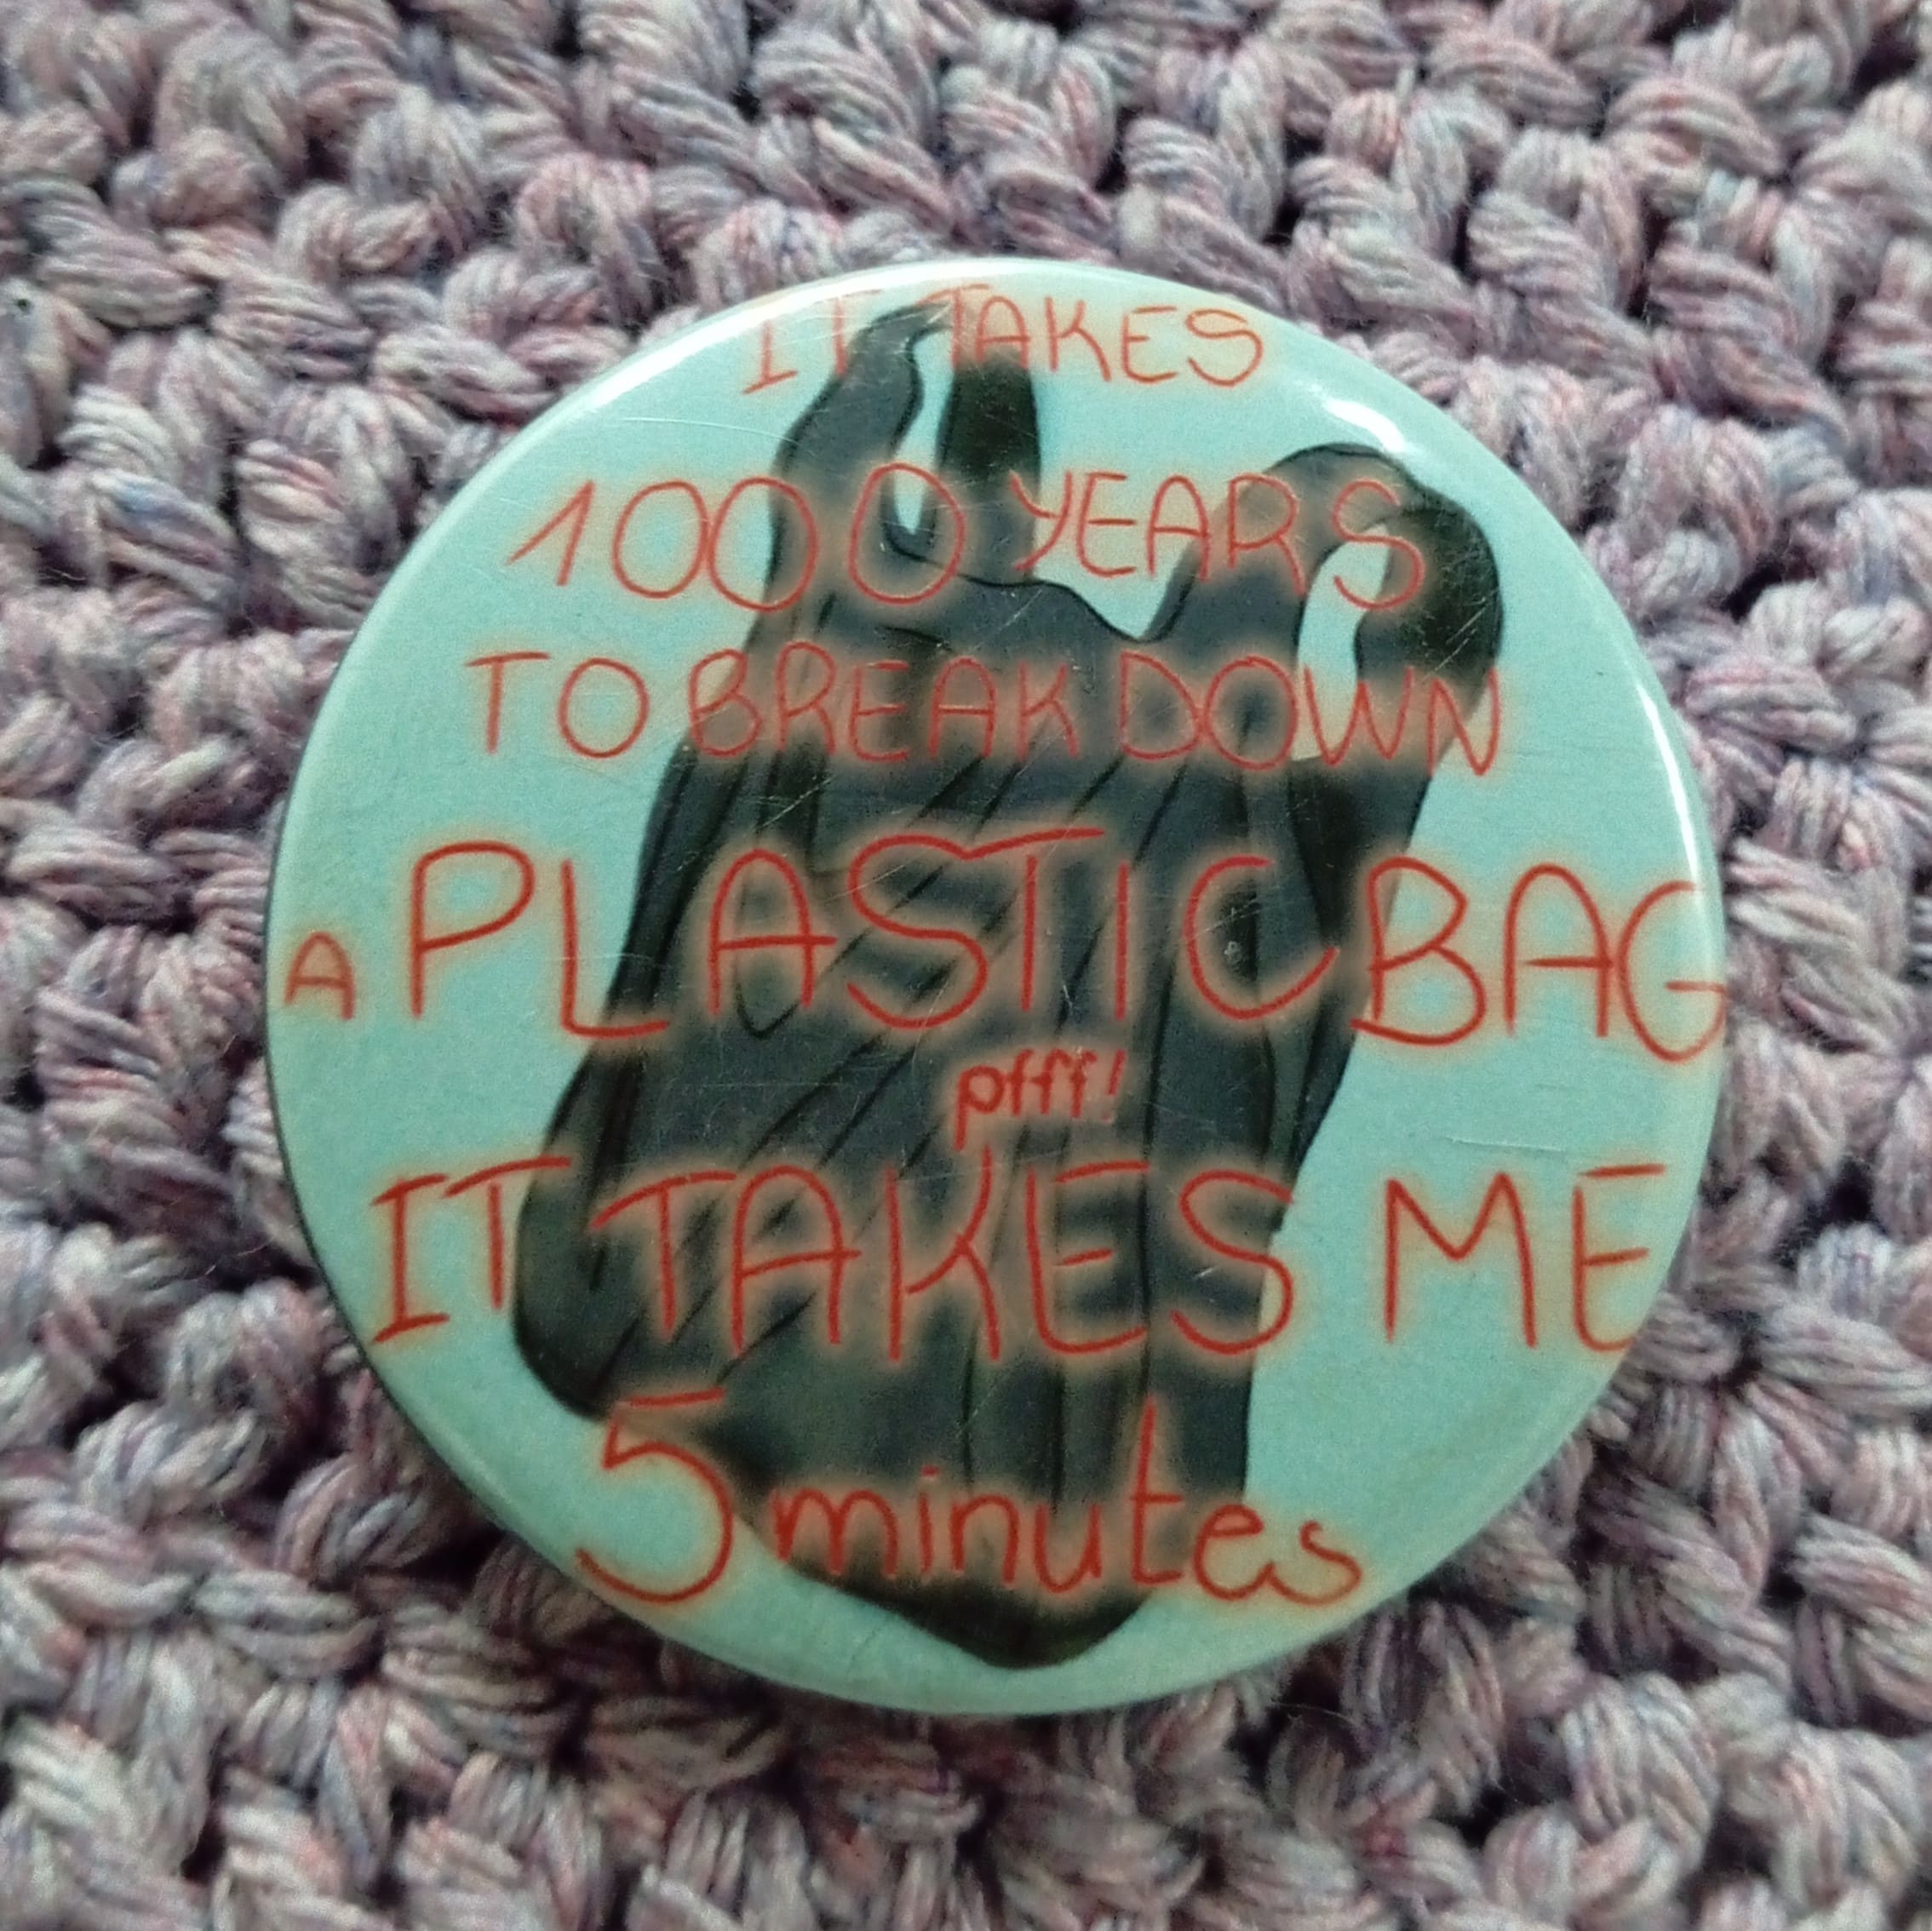 IT TAKES
1000 YEARS
TO BREAK DOWN
A PLASTIC BAG
pfff!
IT TAKES ME
5 minutes